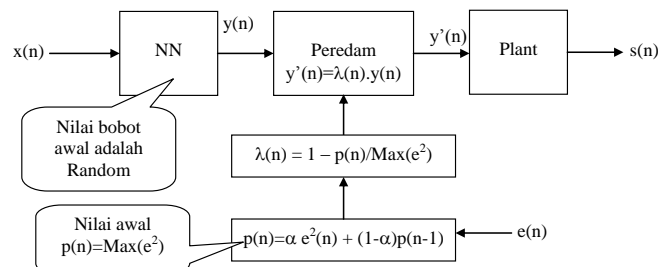 x(n)
NN
y(n)
Peredam
y’(n)=λ(n).y(n)
y’(n)
Plant
s(n)
Nilai bobot
awal adalah
Random
λ(n) = 1 – p(n)/Max(e²)
Nilai awal
p(n)=Max(e²)
p(n)=α e²(n) + (1-α)p(n-1)
e(n)